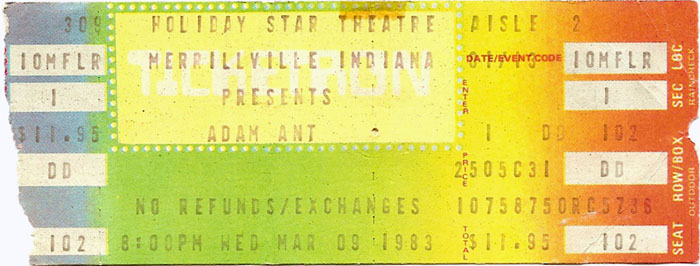 309 HOLIDAY STAR THEATRE AISLE 2
10MFLR MERRILLVILLE INDIANA DATE/EVENT CODE 10MFLR SEC LOC
TICKETRON
1 PRESENTS ENTER 1 RAINCHECK
$11.95 ADAM ANT 1 DD 102
DD PRICE 2505C31 DD ROW/BOX
OUTDOOR
NO REFUNDS/EXCHANGES 10758750RC5236
102 8:00PM WED MAR 09 1983 TOTAL $11.95 102 SEAT